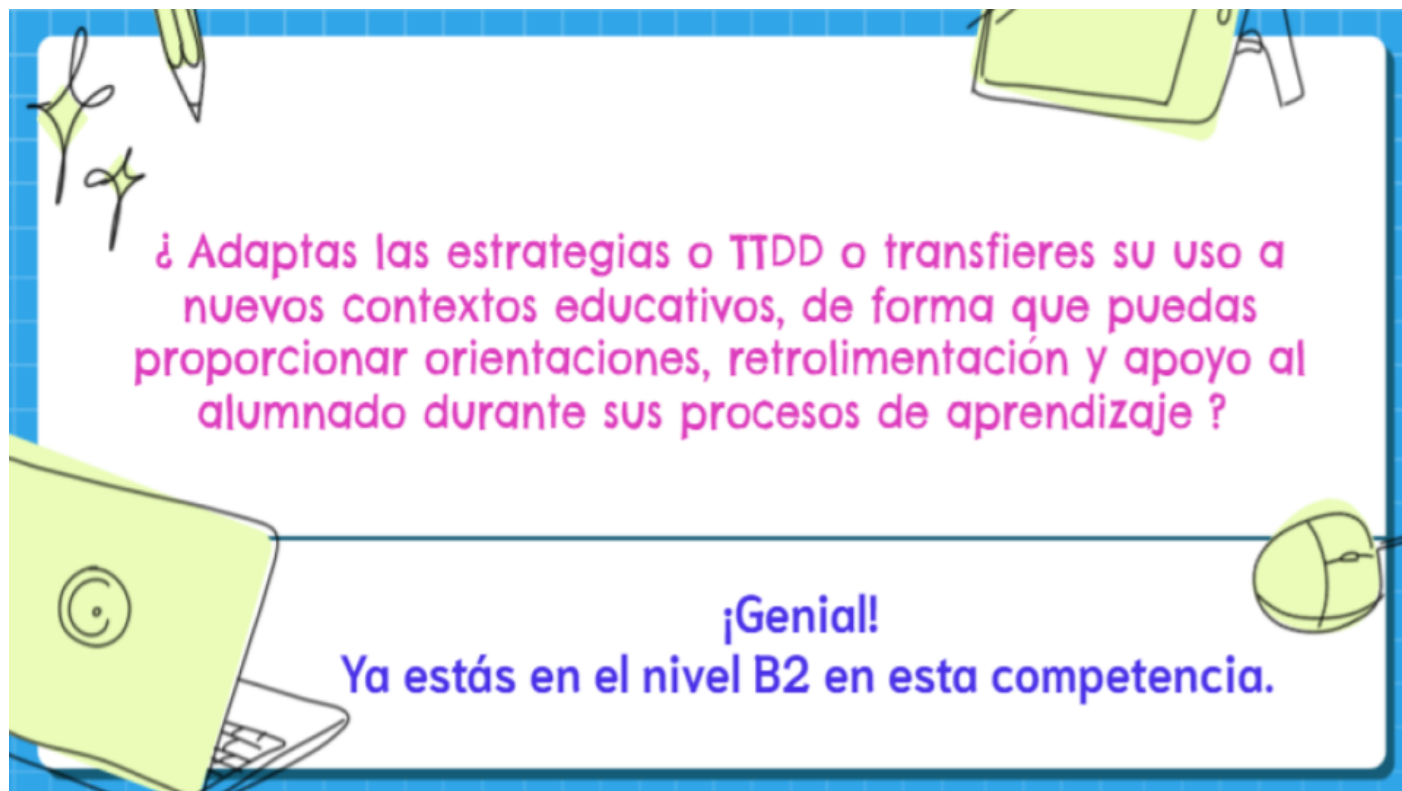 ¿ Adaptas las estrategias o TTDD o transfieres su uso a
nuevos contextos educativos, de forma que puedas
proporcionar orientaciones, retrolimentación y apoyo al
alumnado durante sus procesos de aprendizaje ?
¡Genial!
Ya estás en el nivel B2 en esta competencia.